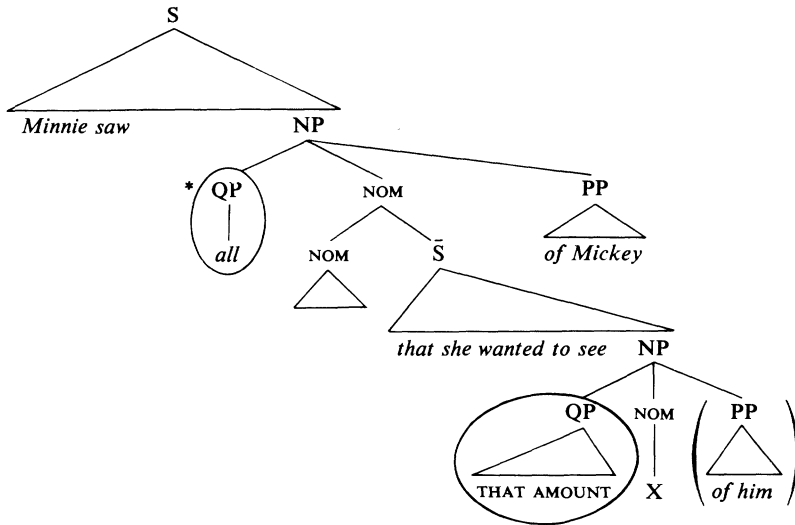 S
Minnie saw NP
* QP NOM PP
all NOM S̄ of Mickey
that she wanted to see NP
QP NOM ( PP )
THAT AMOUNT X of him